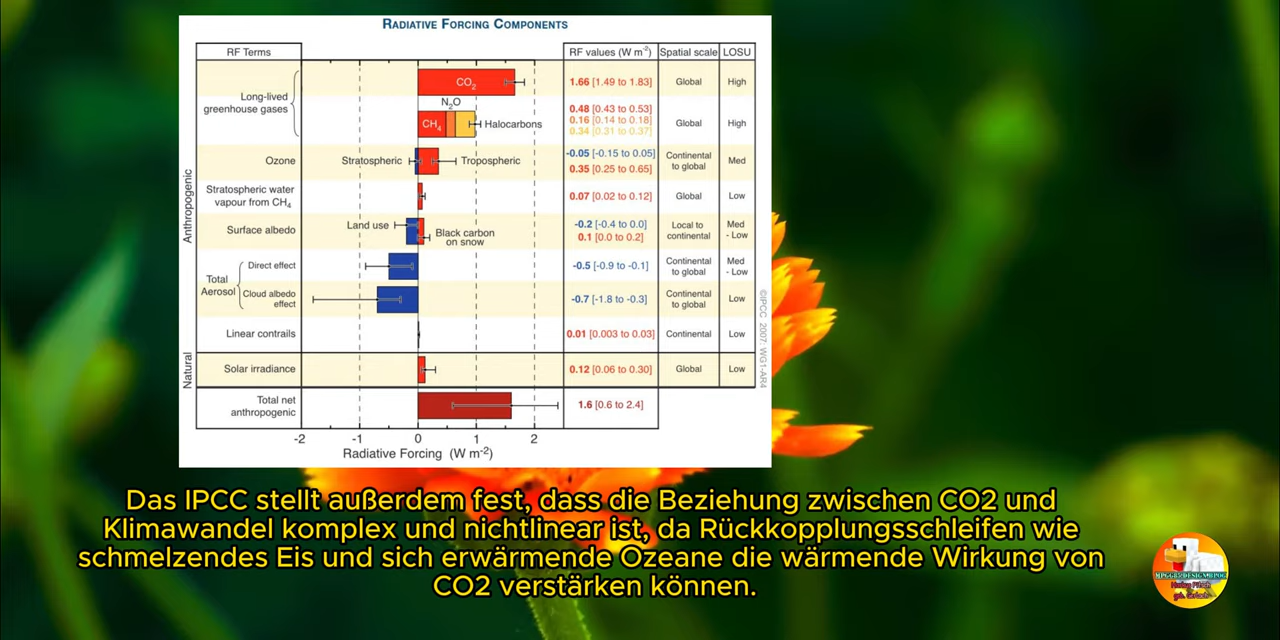 RADIATIVE FORCING COMPONENTS
RF Terms
RF values (W m-2)
Spatial scale
LOSU
Anthropogenic
Long-lived
greenhouse gases
CO2
1.66 [1.49 to 1.83]
Global
High
N2O
CH4
Halocarbons
0.48 [0.43 to 0.53]
0.16 [0.14 to 0.18]
0.34 [0.31 to 0.37]
Global
High
Ozone
Stratospheric
Tropospheric
-0.05 [-0.15 to 0.05]
0.35 [0.25 to 0.65]
Continental
to global
Med
Stratospheric water
vapour from CH4
0.07 [0.02 to 0.12]
Global
Low
Surface albedo
Land use
Black carbon
on snow
-0.2 [-0.4 to 0.0]
0.1 [0.0 to 0.2]
Local to
continental
Med
- Low
Total
Aerosol
Direct effect
-0.5 [-0.9 to -0.1]
Continental
to global
Med
- Low
Cloud albedo
effect
-0.7 [-1.8 to -0.3]
Continental
to global
Low
Linear contrails
0.01 [0.003 to 0.03]
Continental
Low
Natural
Solar irradiance
0.12 [0.06 to 0.30]
Global
Low
Total net
anthropogenic
1.6 [0.6 to 2.4]
-2 -1 0 1 2
Radiative Forcing (W m-2)
©IPCC 2007: WG1-AR4
Das IPCC stellt außerdem fest, dass die Beziehung zwischen CO2 und
Klimawandel komplex und nichtlinear ist, da Rückkopplungsschleifen wie
schmelzendes Eis und sich erwärmende Ozeane die wärmende Wirkung von
CO2 verstärken können.